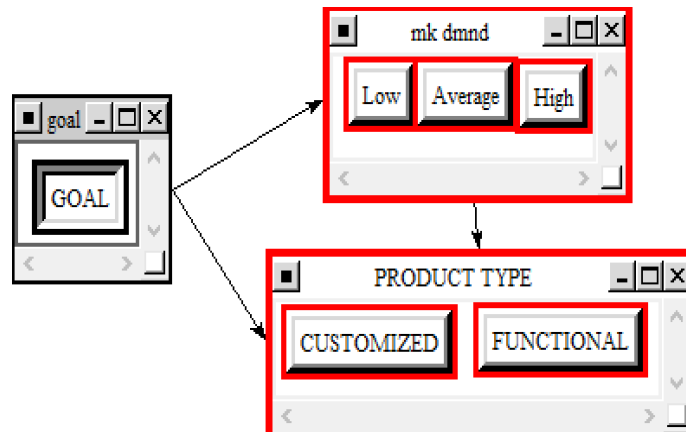 goal
GOAL
mk dmnd
Low
Average
High
PRODUCT TYPE
CUSTOMIZED
FUNCTIONAL